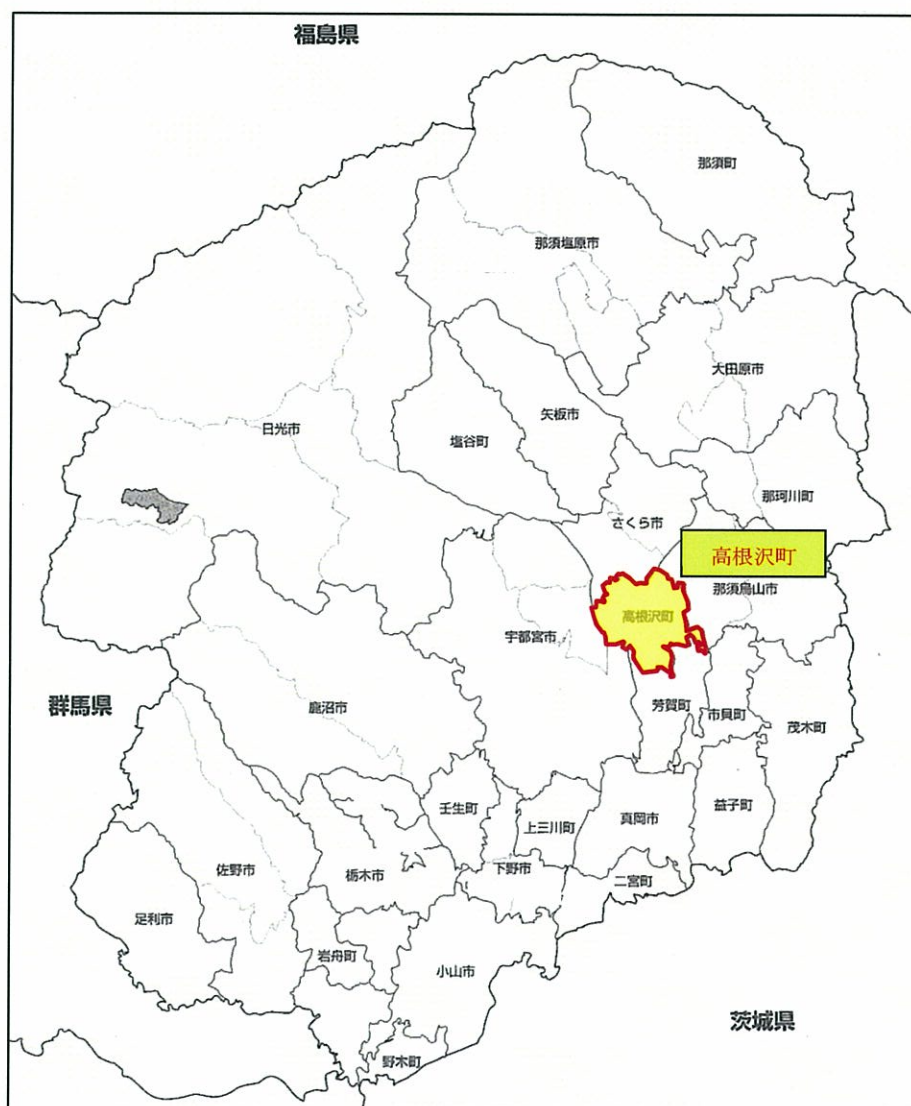 福島県
那須町
那須塩原市
大田原市
矢板市
日光市
塩谷町
那珂川町
さくら市
高根沢町
那須烏山市
高根沢町
宇都宮市
群馬県
鹿沼市
芳賀町
市貝町
茂木町
壬生町
上三川町
真岡市
益子町
佐野市
栃木市
下野市
二宮町
足利市
岩舟町
小山市
茨城県
野木町